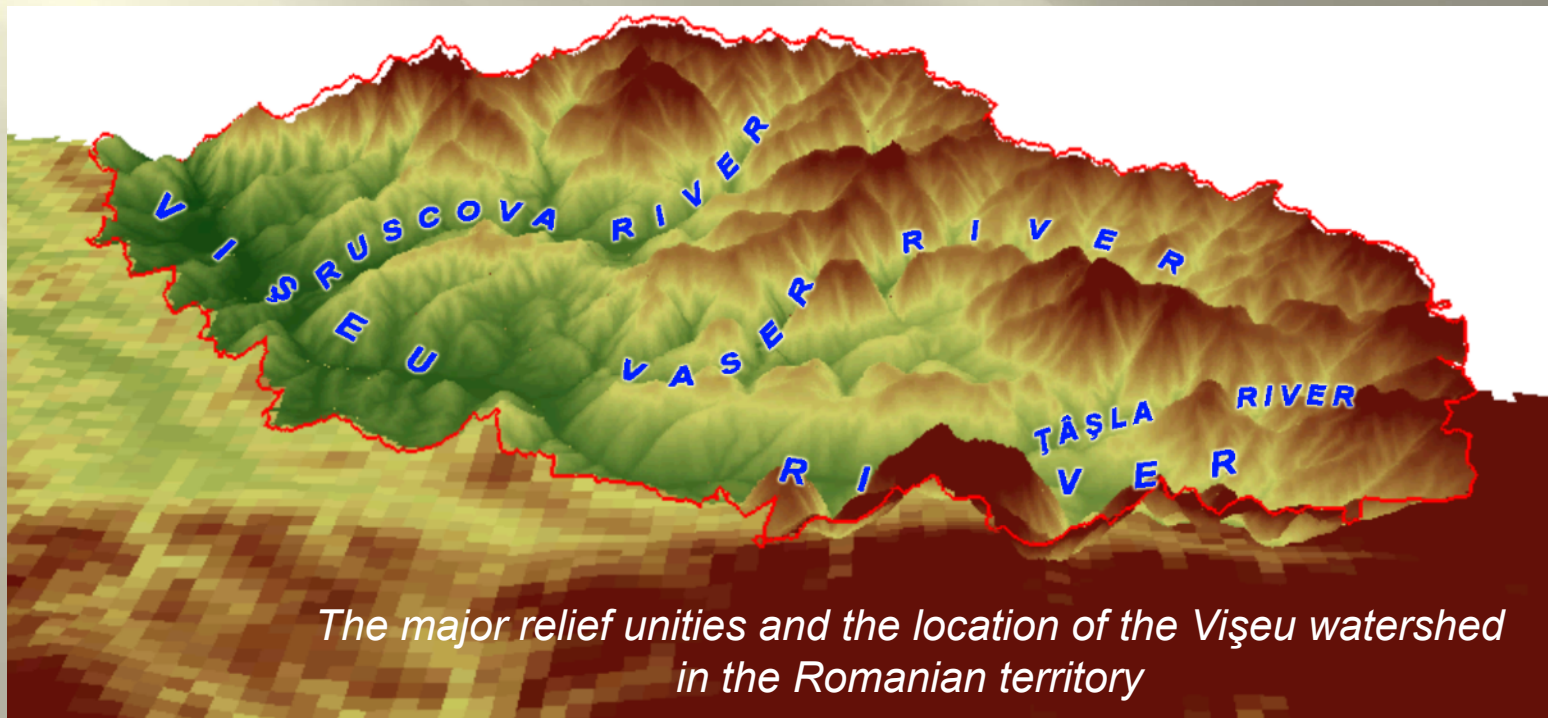 VIŞEU RIVER
RUSCOVA RIVER
VASER RIVER
ŢÂŞLA RIVER
The major relief unities and the location of the Vişeu watershed
in the Romanian territory